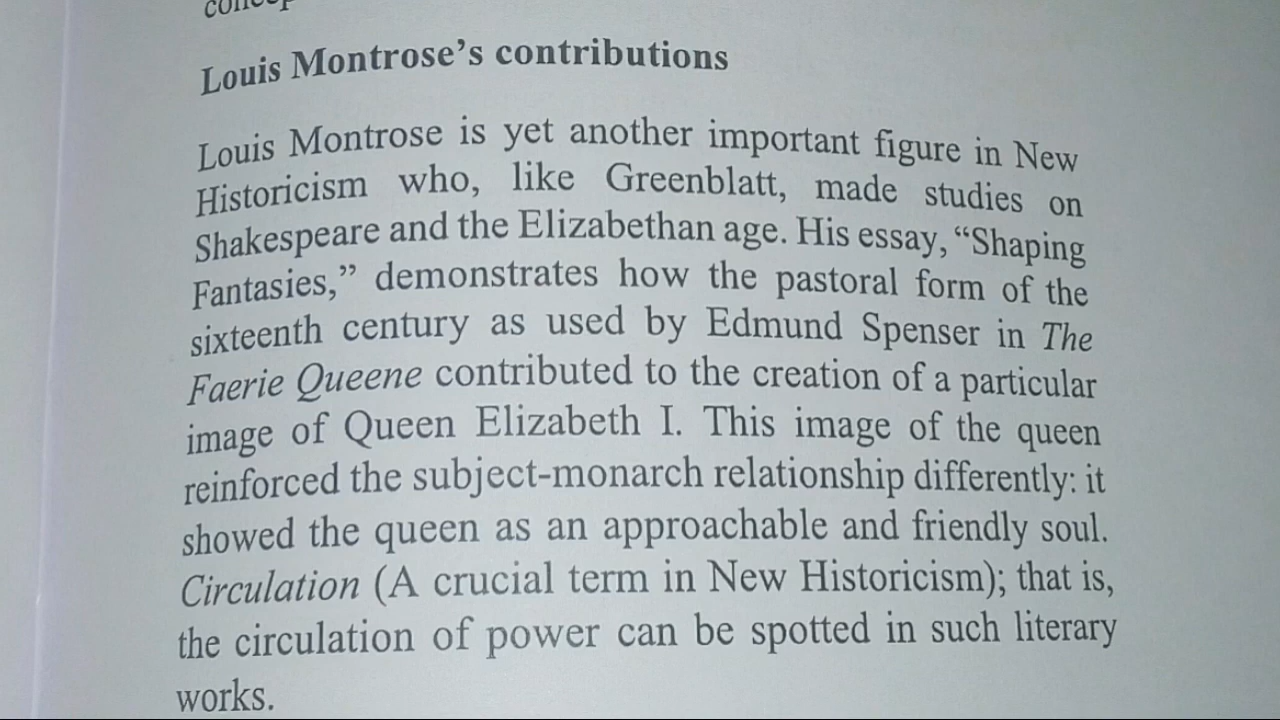 Louis Montrose's contributions
Louis Montrose is yet another important figure in New
Historicism who, like Greenblatt, made studies on
Shakespeare and the Elizabethan age. His essay, “Shaping
Fantasies,” demonstrates how the pastoral form of the
sixteenth century as used by Edmund Spenser in The
Faerie Queene contributed to the creation of a particular
image of Queen Elizabeth I. This image of the queen
reinforced the subject-monarch relationship differently: it
showed the queen as an approachable and friendly soul.
Circulation (A crucial term in New Historicism); that is,
the circulation of power can be spotted in such literary
works.